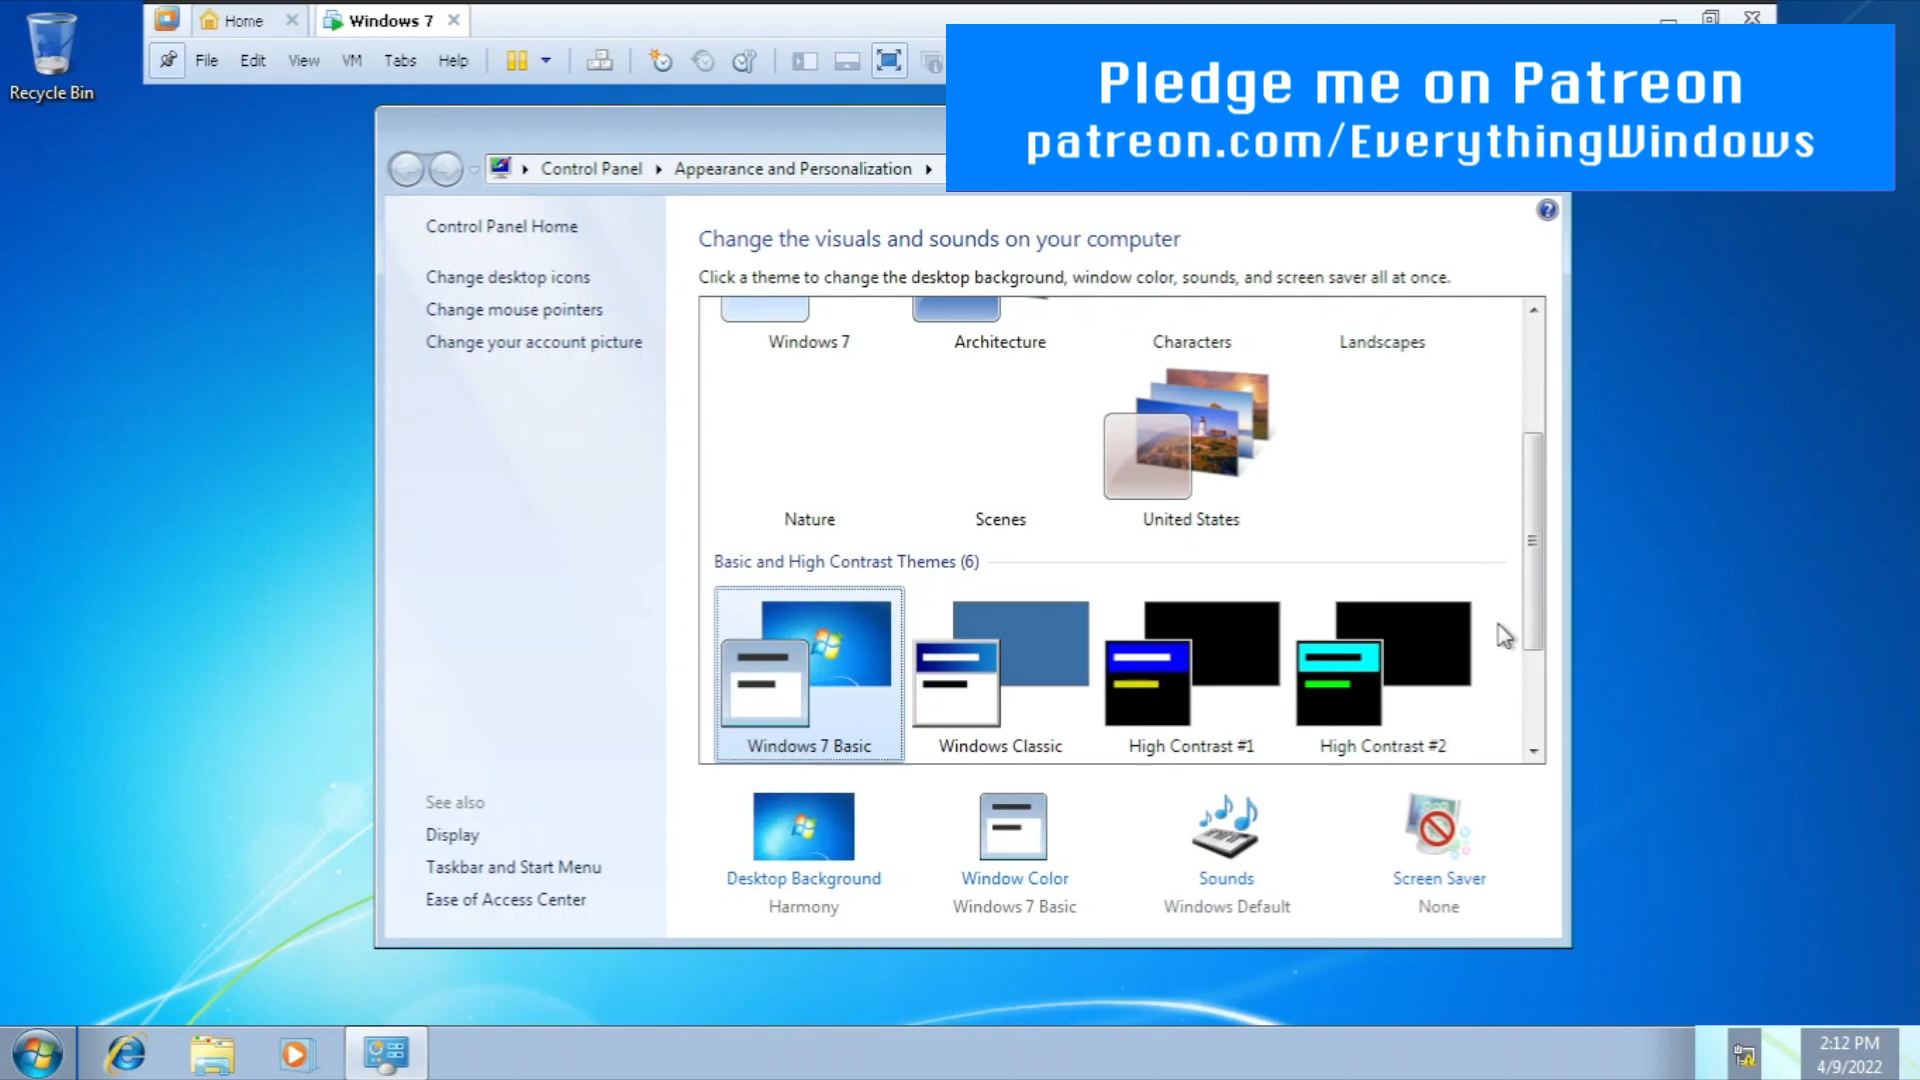 Recycle Bin
Home
Windows 7
File Edit View VM Tabs Help
Pledge me on Patreon
patreon.com/EverythingWindows
Control Panel
Appearance and Personalization
Control Panel Home
Change desktop icons
Change mouse pointers
Change your account picture
See also
Display
Taskbar and Start Menu
Ease of Access Center
Change the visuals and sounds on your computer
Click a theme to change the desktop background, window color, sounds, and screen saver all at once.
Windows 7 Architecture Characters Landscapes
Nature Scenes United States
Basic and High Contrast Themes (6)
Windows 7 Basic Windows Classic High Contrast #1 High Contrast #2
Desktop Background Window Color Sounds Screen Saver
Harmony Windows 7 Basic Windows Default None
2:12 PM
4/9/2022